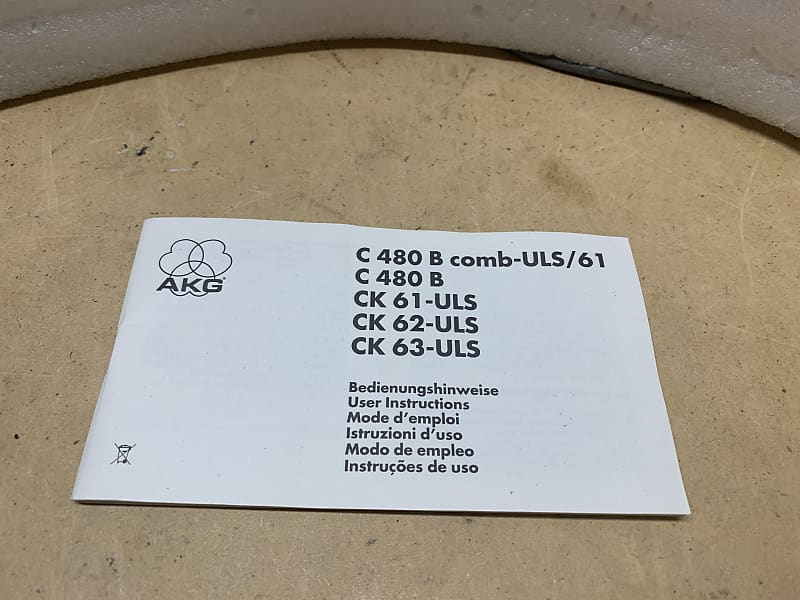 AKG
C 480 B comb-ULS/61
C 480 B
CK 61-ULS
CK 62-ULS
CK 63-ULS
Bedienungshinweise
User Instructions
Mode d'emploi
Istruzioni d'uso
Modo de empleo
Instruções de uso